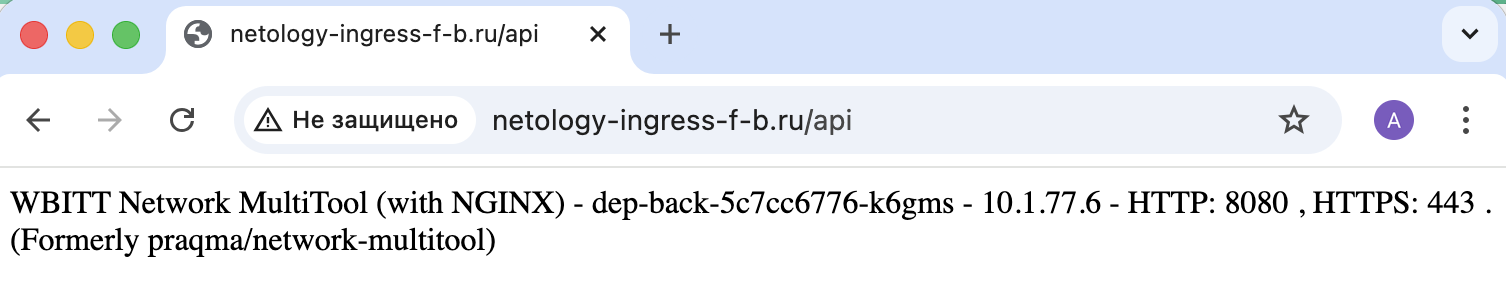 netology-ingress-f-b.ru/api
Не защищено netology-ingress-f-b.ru/api A
WBITT Network MultiTool (with NGINX) - dep-back-5c7cc6776-k6gms - 10.1.77.6 - HTTP: 8080 , HTTPS: 443 .
(Formerly praqma/network-multitool)